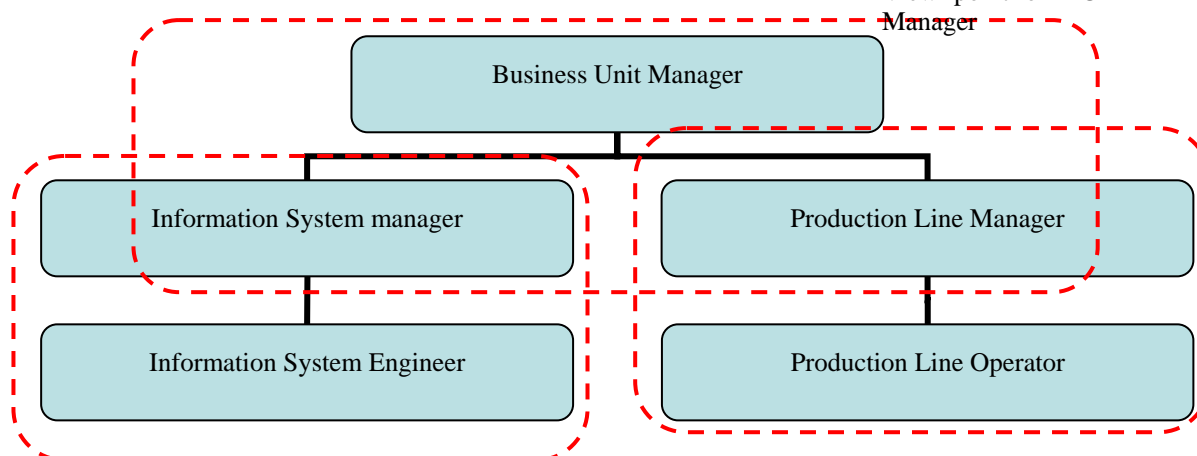 Manager
Business Unit Manager
Information System manager
Production Line Manager
Information System Engineer
Production Line Operator